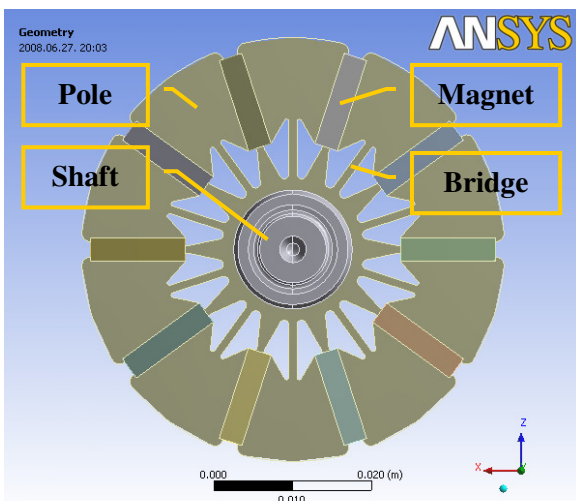 Geometry
2008.06.27. 20:03
ANSYS
Pole
Magnet
Shaft
Bridge
Z
X
Y
0.000
0.020 (m)
0.010